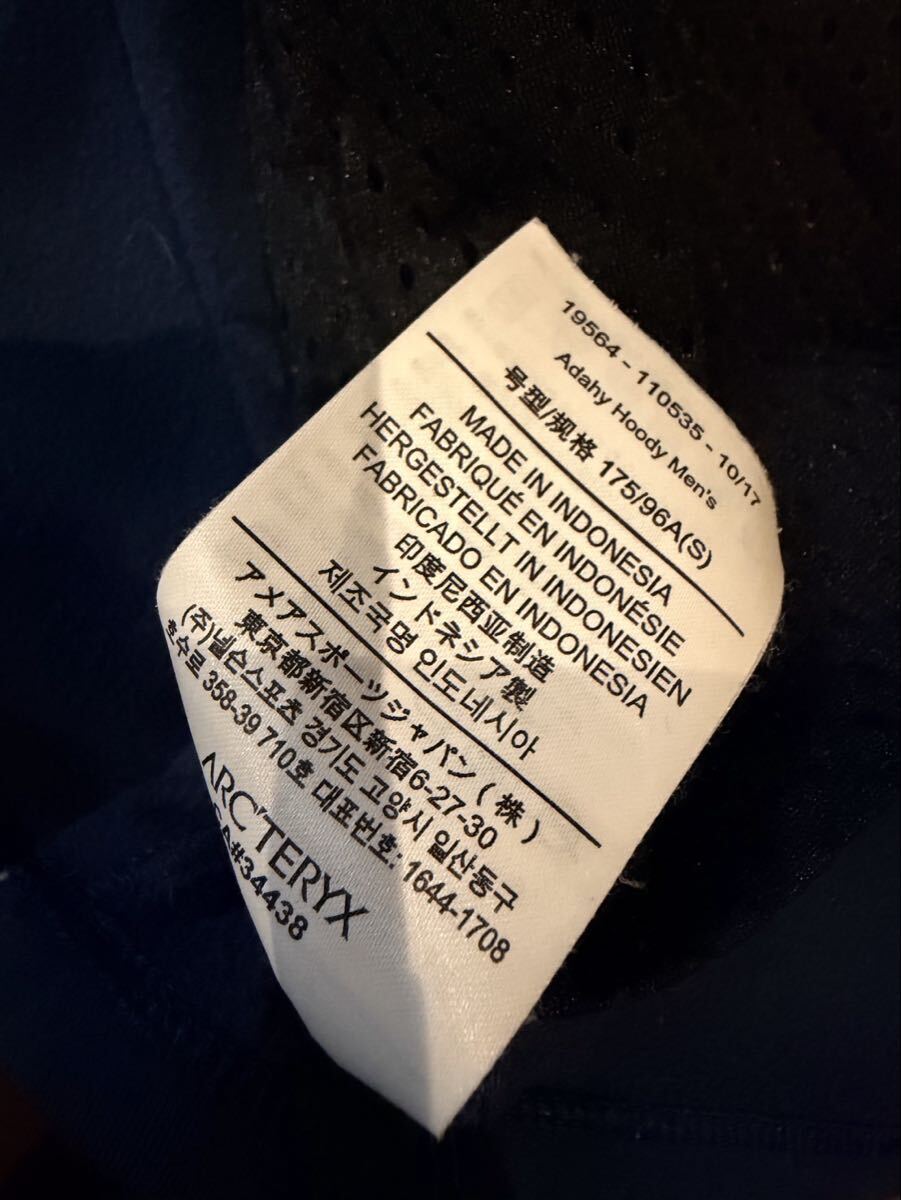 19564 - 110535 - 10/17
Adahy Hoody Men's
号型/规格 175/96A(S)
MADE IN INDONESIA
FABRIQUÉ EN INDONÉSIE
HERGESTELLT IN INDONESIEN
FABRICADO EN INDONESIA
印度尼西亚制造
インドネシア製
제조국명 인도네시아
アメアスポーツジャパン(株)
東京都新宿区新宿6-27-30
(주)넬슨스포츠 경기도 고양시 일산동구
한수로 358-39 710호 대표번호: 1644-1708
ARC'TERYX
CA#34438